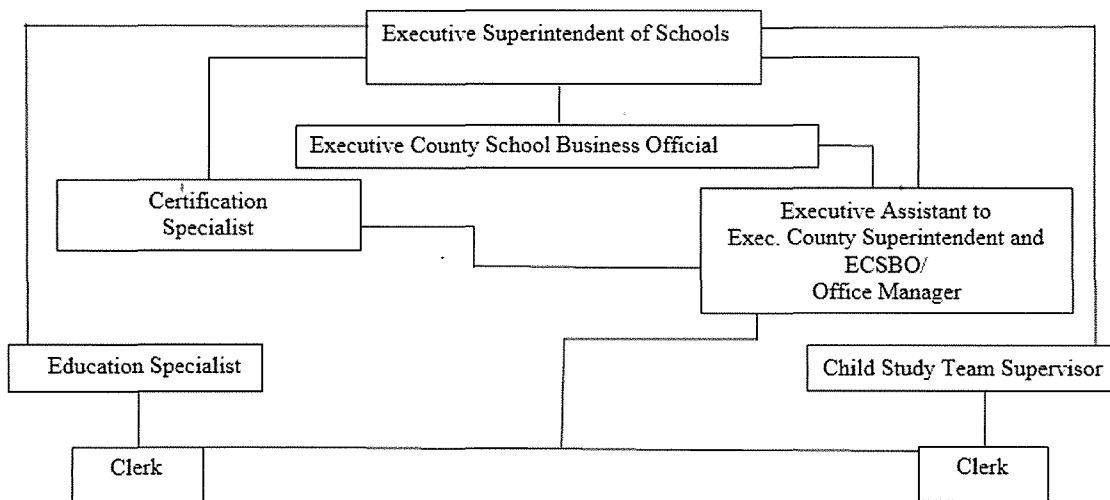 Executive Superintendent of Schools
Executive County School Business Official
Certification
Specialist
Executive Assistant to
Exec. County Superintendent and
ECSBO/
Office Manager
Education Specialist
Child Study Team Supervisor
Clerk
Clerk